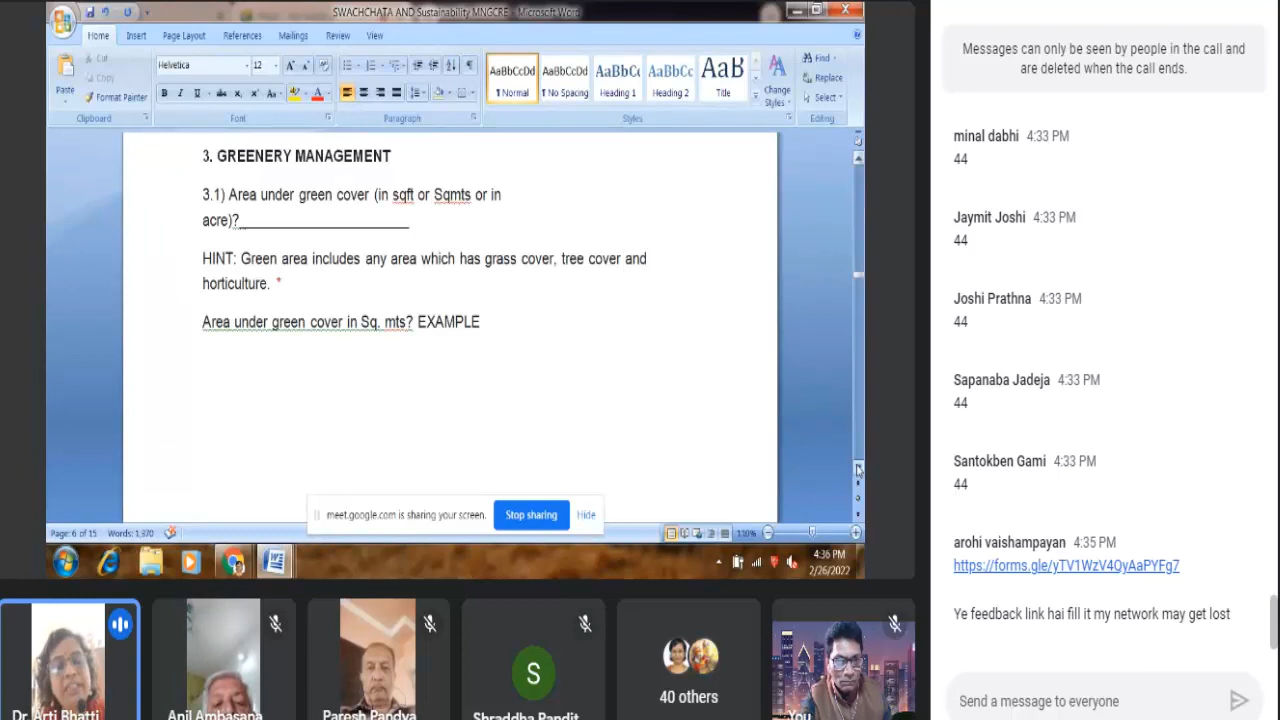 SWACHCHATA AND Sustainability MNGCRE - Microsoft Word
Home Insert Page Layout References Mailings Review View
Paste
Cut
Copy
Format Painter
Clipboard
Helvetica 12
Font
Paragraph
AaBbCcDd AaBbCcDd AaBbCc AaBbCc AaB
¶ Normal ¶ No Spacing Heading 1 Heading 2 Title
Change Styles
Styles
Find
Replace
Select
Editing
3. GREENERY MANAGEMENT
3.1) Area under green cover (in sqft or Sqmts or in
acre)?____________________
HINT: Green area includes any area which has grass cover, tree cover and
horticulture. *
Area under green cover in Sq. mts? EXAMPLE
meet.google.com is sharing your screen. Stop sharing Hide
Page: 6 of 15 Words: 1,370 110%
4:36 PM
2/26/2022
Dr. Arti Bhatti
Anil Ambasana
Paresh Pandya
S
Shraddha Pandit
40 others
You
Messages can only be seen by people in the call and
are deleted when the call ends.
minal dabhi 4:33 PM
44
Jaymit Joshi 4:33 PM
44
Joshi Prathna 4:33 PM
44
Sapanaba Jadeja 4:33 PM
44
Santokben Gami 4:33 PM
44
arohi vaishampayan 4:35 PM
https://forms.gle/yTV1WzV4QyAaPYFg7
Ye feedback link hai fill it my network may get lost
Send a message to everyone